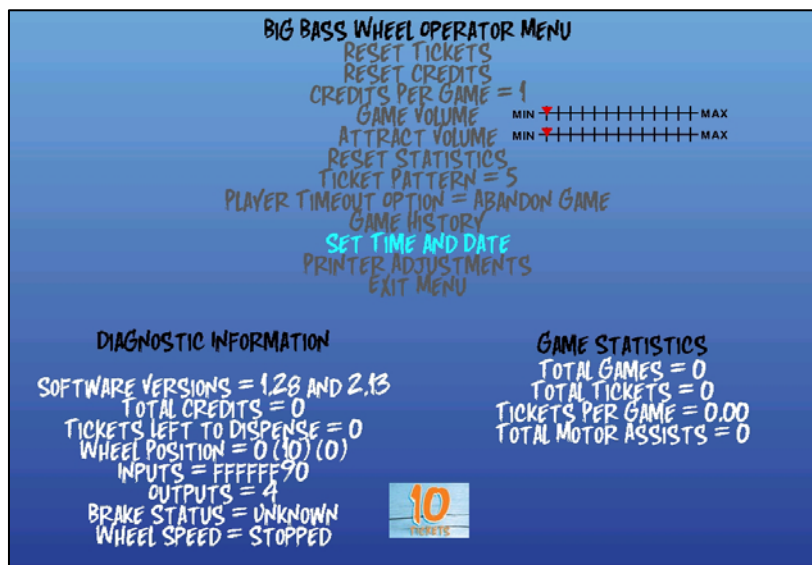 BIG BASS WHEEL OPERATOR MENU
RESET TICKETS
RESET CREDITS
CREDITS PER GAME = 1
GAME VOLUME MIN MAX
ATTRACT VOLUME MIN MAX
RESET STATISTICS
TICKET PATTERN = 5
PLAYER TIMEOUT OPTION = ABANDON GAME
GAME HISTORY
SET TIME AND DATE
PRINTER ADJUSTMENTS
EXIT MENU
DIAGNOSTIC INFORMATION
SOFTWARE VERSIONS = 1.28 AND 2.13
TOTAL CREDITS = 0
TICKETS LEFT TO DISPENSE = 0
WHEEL POSITION = 0 (10) (0)
INPUTS = FFFFFF90
OUTPUTS = 4
BRAKE STATUS = UNKNOWN
WHEEL SPEED = STOPPED
GAME STATISTICS
TOTAL GAMES = 0
TOTAL TICKETS = 0
TICKETS PER GAME = 0.00
TOTAL MOTOR ASSISTS = 0
10
TICKETS